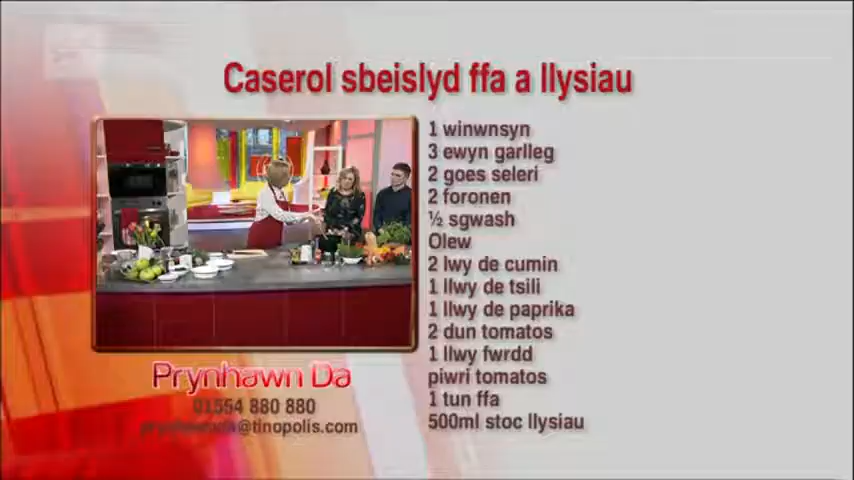 Caserol sbeislyd ffa a llysiau
1 winwnsyn
3 ewyn garlleg
2 goes seleri
2 foronen
½ sgwash
Olew
2 lwy de cumin
1 llwy de tsili
1 llwy de paprika
2 dun tomatos
1 llwy fwrdd
piwri tomatos
1 tun ffa
500ml stoc llysiau
Prynhawn Da
01554 880 880
prynhawnda@tinopolis.com